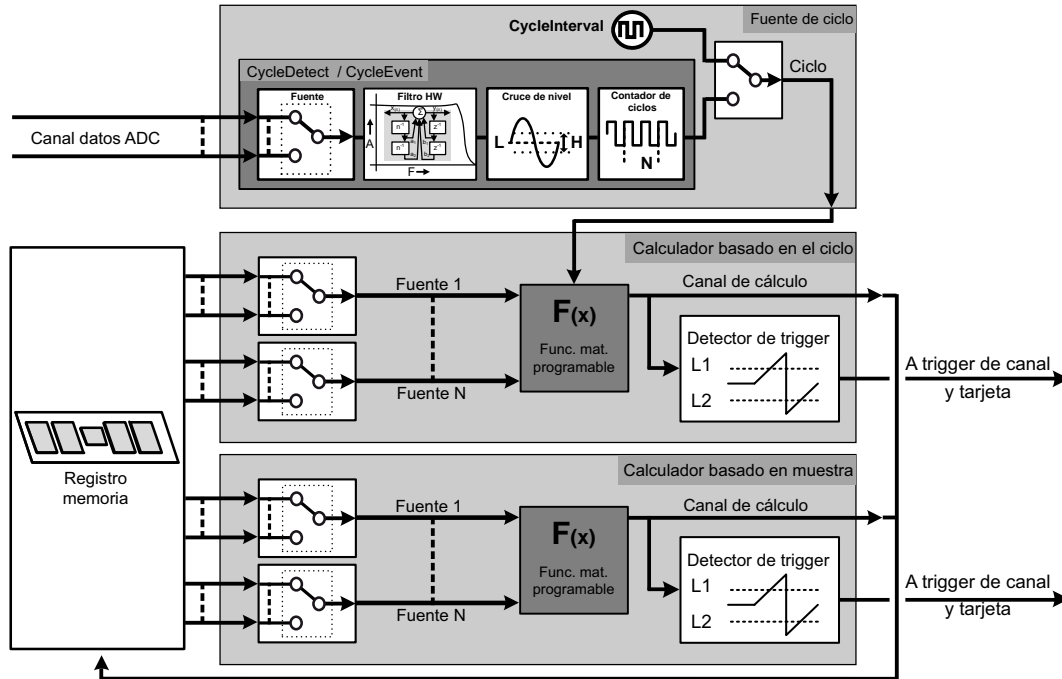 Fuente de ciclo
CycleInterval
Ciclo
CycleDetect / CycleEvent
Fuente
Filtro HW
A
F
Cruce de nivel
L
H
Contador de
ciclos
N
Canal datos ADC
Calculador basado en el ciclo
Fuente 1
Fuente N
F(x)
Func. mat.
programable
Canal de cálculo
Detector de trigger
L1
L2
A trigger de canal
y tarjeta
Registro
memoria
Calculador basado en muestra
Fuente 1
Fuente N
F(x)
Func. mat.
programable
Canal de cálculo
Detector de trigger
L1
L2
A trigger de canal
y tarjeta